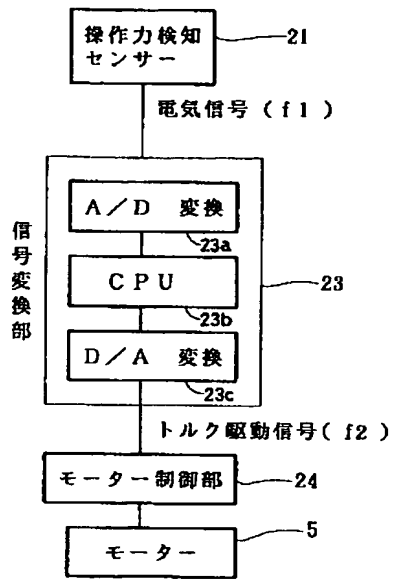 操作力検知
センサー
21
電気信号(f1)
信号変換部
A/D 変換
23a
CPU
23b
23
D/A 変換
23c
トルク駆動信号(f2)
モーター制御部
24
モーター
5